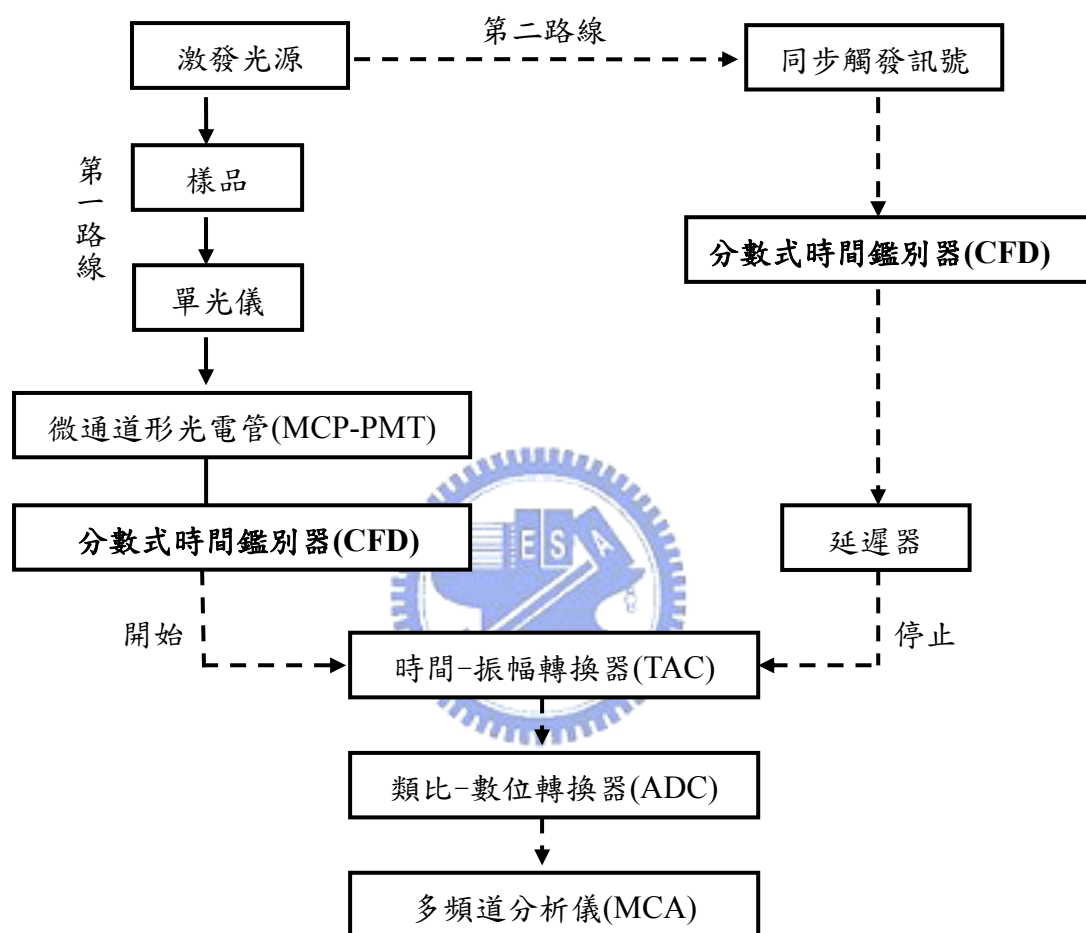 激發光源
第二路線
同步觸發訊號
第一路線
樣品
單光儀
微通道形光電管(MCP-PMT)
分數式時間鑑別器(CFD)
分數式時間鑑別器(CFD)
延遲器
E S A
開始
停止
時間-振幅轉換器(TAC)
類比-數位轉換器(ADC)
多頻道分析儀(MCA)